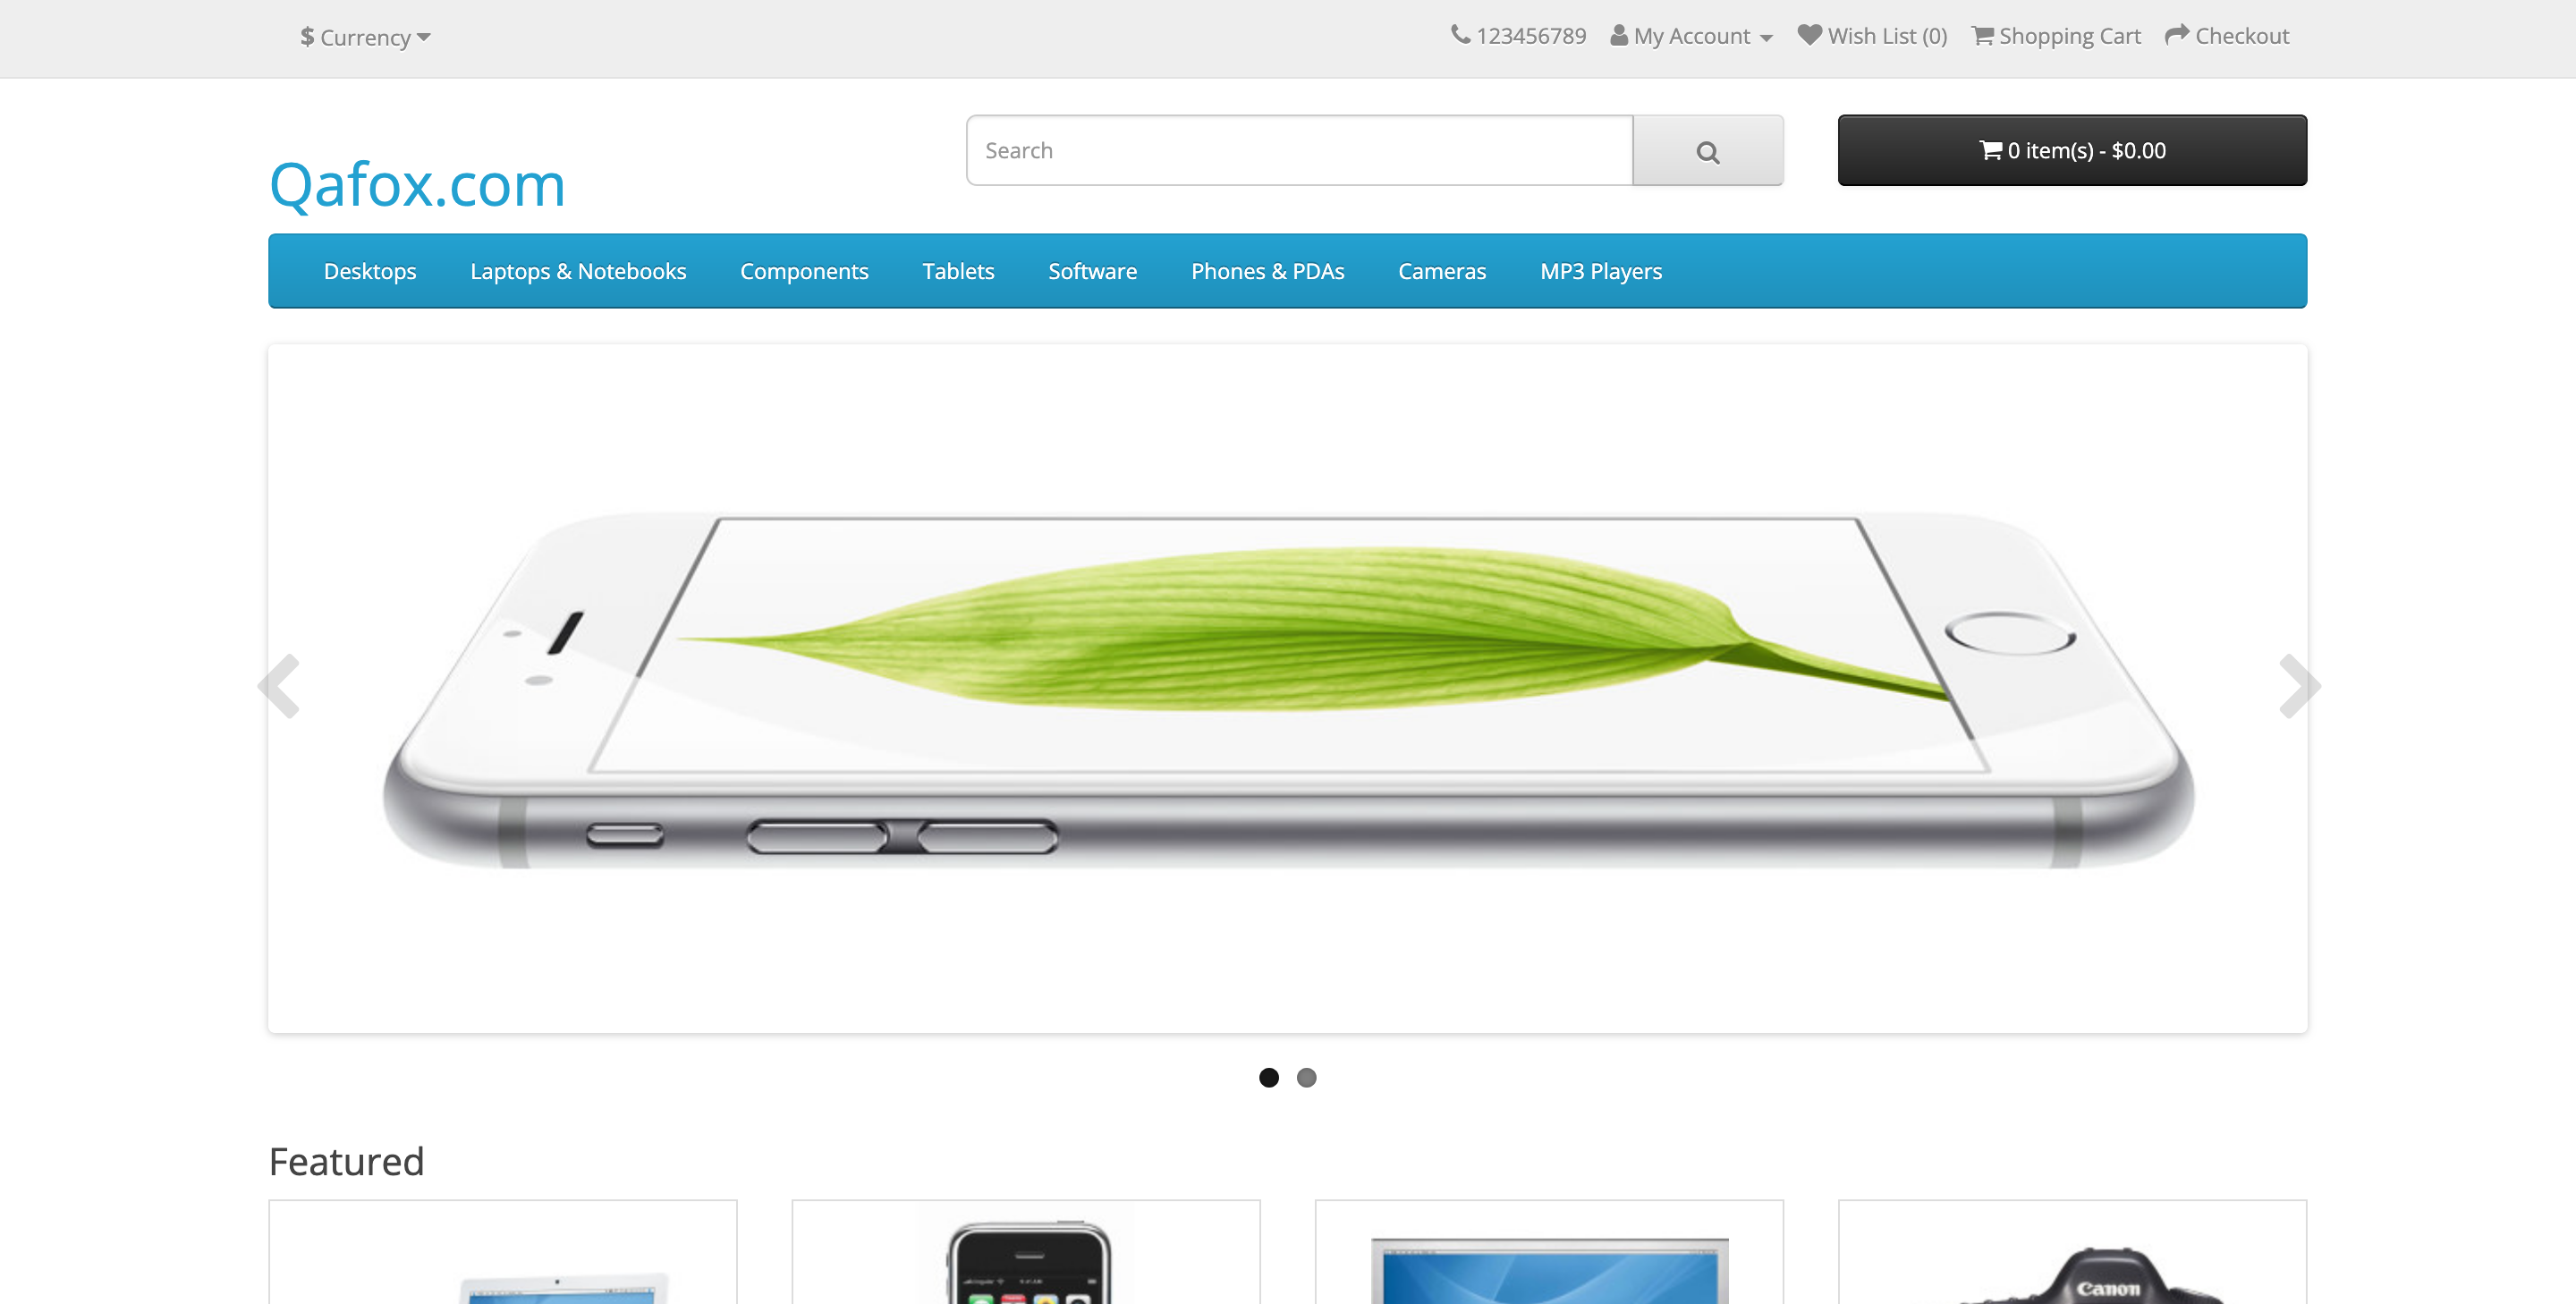 $ Currency
123456789 My Account Wish List (0) Shopping Cart Checkout
Search
0 item(s) - $0.00
Qafox.com
Desktops Laptops & Notebooks Components Tablets Software Phones & PDAs Cameras MP3 Players
Featured
Canon